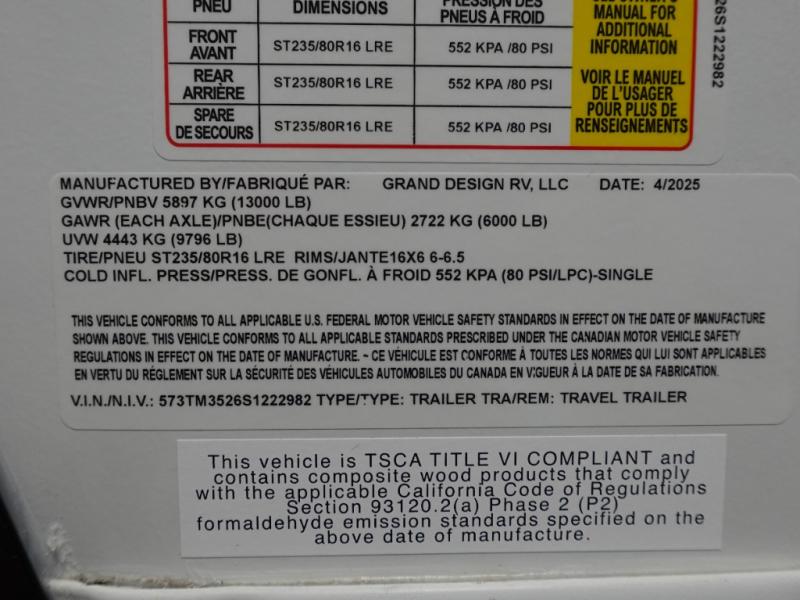 PNEU DIMENSIONS PRESSION DES
PNEUS À FROID
MANUAL FOR
ADDITIONAL
INFORMATION
FRONT
AVANT ST235/80R16 LRE 552 KPA /80 PSI
REAR
ARRIÈRE ST235/80R16 LRE 552 KPA /80 PSI
SPARE
DE SECOURS ST235/80R16 LRE 552 KPA /80 PSI
VOIR LE MANUEL
DE L'USAGER
POUR PLUS DE
RENSEIGNEMENTS
26S1222982
MANUFACTURED BY/FABRIQUÉ PAR: GRAND DESIGN RV, LLC DATE: 4/2025
GVWR/PNBV 5897 KG (13000 LB)
GAWR (EACH AXLE)/PNBE(CHAQUE ESSIEU) 2722 KG (6000 LB)
UVW 4443 KG (9796 LB)
TIRE/PNEU ST235/80R16 LRE RIMS/JANTE16X6 6-6.5
COLD INFL. PRESS/PRESS. DE GONFL. À FROID 552 KPA (80 PSI/LPC)-SINGLE
THIS VEHICLE CONFORMS TO ALL APPLICABLE U.S. FEDERAL MOTOR VEHICLE SAFETY STANDARDS IN EFFECT ON THE DATE OF MANUFACTURE
SHOWN ABOVE. THIS VEHICLE CONFORMS TO ALL APPLICABLE STANDARDS PRESCRIBED UNDER THE CANADIAN MOTOR VEHICLE SAFETY
REGULATIONS IN EFFECT ON THE DATE OF MANUFACTURE. ~ CE VÉHICULE EST CONFORME À TOUTES LES NORMES QUI LUI SONT APPLICABLES
EN VERTU DU RÉGLEMENT SUR LA SÉCURITÉ DES VÉHICULES AUTOMOBILES DU CANADA EN VIGUEUR À LA DATE DE SA FABRICATION.
V.I.N./N.I.V.: 573TM3526S1222982 TYPE/TYPE: TRAILER TRA/REM: TRAVEL TRAILER
This vehicle is TSCA TITLE VI COMPLIANT and
contains composite wood products that comply
with the applicable California Code of Regulations
Section 93120.2(a) Phase 2 (P2)
formaldehyde emission standards specified on the
above date of manufacture.